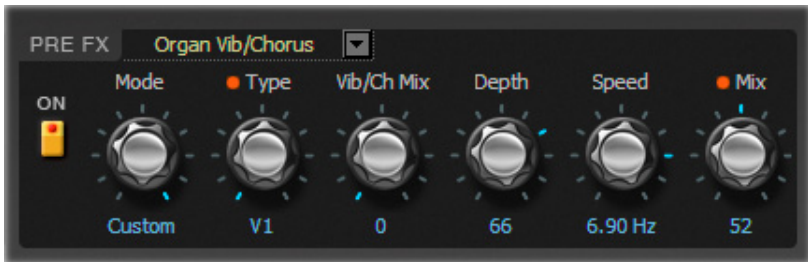 PRE FX Organ Vib/Chorus
ON
Mode Type Vib/Ch Mix Depth Speed Mix
Custom V1 0 66 6.90 Hz 52